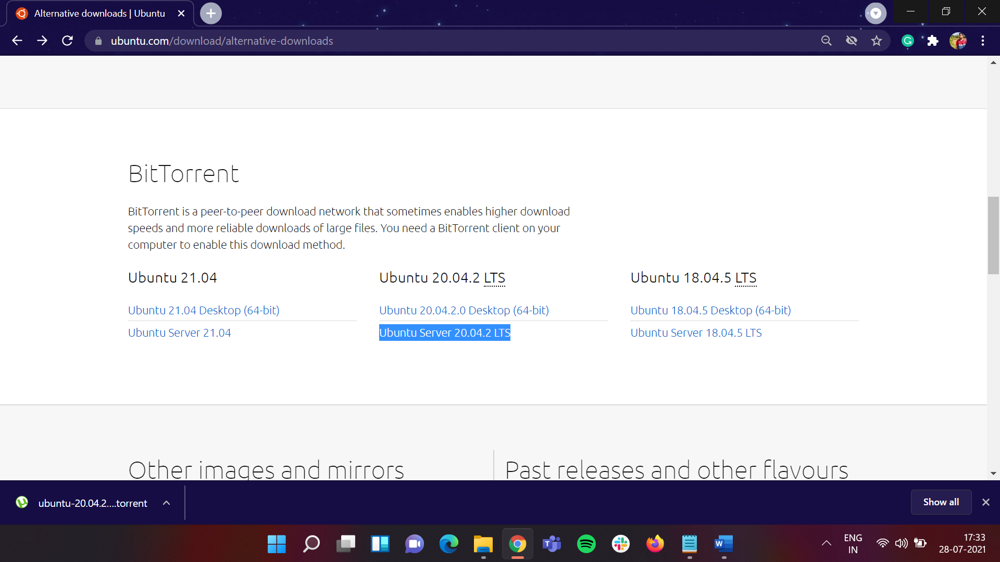 Alternative downloads | Ubuntu
ubuntu.com/download/alternative-downloads
BitTorrent
BitTorrent is a peer-to-peer download network that sometimes enables higher download
speeds and more reliable downloads of large files. You need a BitTorrent client on your
computer to enable this download method.
Ubuntu 21.04
Ubuntu 21.04 Desktop (64-bit)
Ubuntu Server 21.04
Ubuntu 20.04.2 LTS
Ubuntu 20.04.2.0 Desktop (64-bit)
Ubuntu Server 20.04.2 LTS
Ubuntu 18.04.5 LTS
Ubuntu 18.04.5 Desktop (64-bit)
Ubuntu Server 18.04.5 LTS
Other images and mirrors
Past releases and other flavours
ubuntu-20.04.2....torrent
Show all
ENG
IN
17:33
28-07-2021